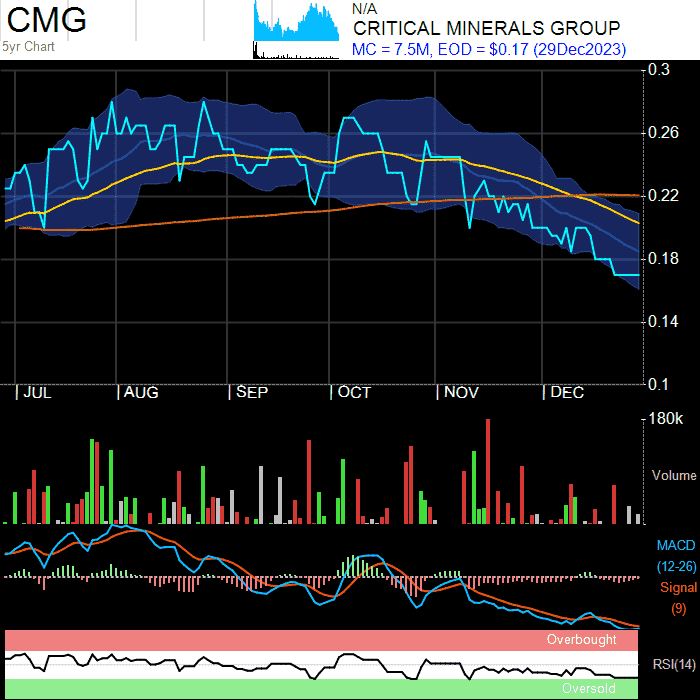 CMG
5yr Chart
N/A
CRITICAL MINERALS GROUP
MC = 7.5M, EOD = $0.17 (29Dec2023)
0.3
0.26
0.22
0.18
0.14
0.1
JUL AUG SEP OCT NOV DEC
180k
Volume
MACD
(12-26)
Signal
(9)
Overbought
RSI(14)
Oversold